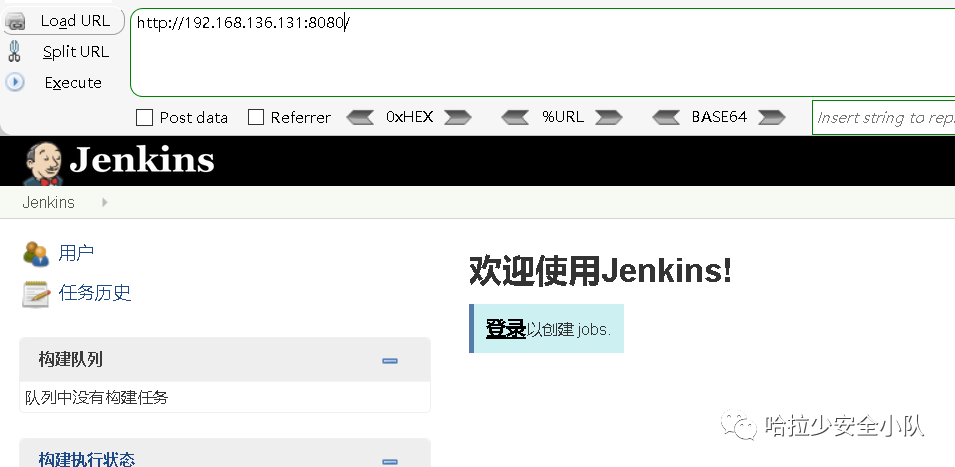 Load URL
http://192.168.136.131:8080/
Split URL
Execute
Post data Referrer 0xHEX %URL BASE64 Insert string to rep
Jenkins
Jenkins
用户
任务历史
欢迎使用Jenkins!
登录以创建 jobs.
构建队列
队列中没有构建任务
构建执行状态
哈拉少安全小队